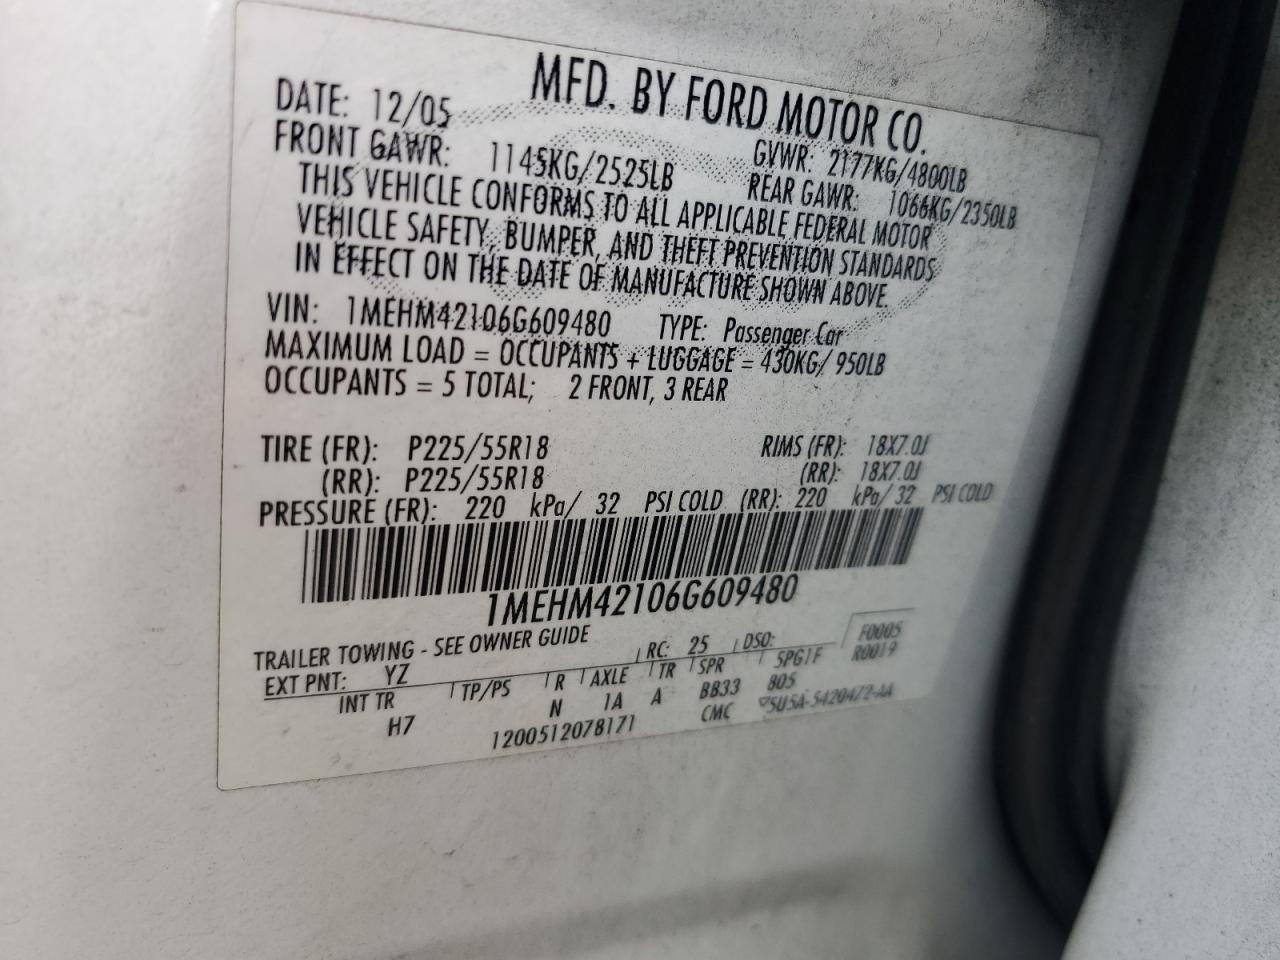 MFD. BY FORD MOTOR CO.
DATE: 12/05 GVWR: 2177KG/4800LB
FRONT GAWR: 1145KG/2525LB REAR GAWR: 1066KG/2350LB
THIS VEHICLE CONFORMS TO ALL APPLICABLE FEDERAL MOTOR
VEHICLE SAFETY, BUMPER, AND THEFT PREVENTION STANDARDS
IN EFFECT ON THE DATE OF MANUFACTURE SHOWN ABOVE.
VIN: 1MEHM42106G609480 TYPE: Passenger Car
MAXIMUM LOAD = OCCUPANTS + LUGGAGE = 430KG/ 950LB
OCCUPANTS = 5 TOTAL; 2 FRONT, 3 REAR
TIRE (FR): P225/55R18 RIMS (FR): 18X7.0J
(RR): P225/55R18 (RR): 18X7.0J
PRESSURE (FR): 220 kPa/ 32 PSI COLD (RR): 220 kPa/ 32 PSI COLD
1MEHM42106G609480
TRAILER TOWING - SEE OWNER GUIDE F0005
EXT PNT: YZ RC: 25 DSO: R0019
INT TR TP/PS R AXLE TR SPR 5PG1F
H7 N 1A A BB33 805
1200512078171 CMC 5U5A-5420472-AA